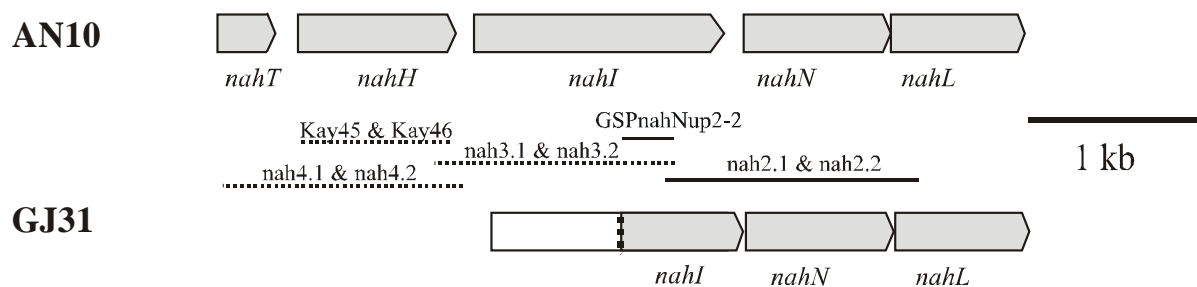 AN10
nahT nahH nahI nahN nahL
GSPnahNup2-2
Kay45 & Kay46
nah3.1 & nah3.2
nah4.1 & nah4.2 nah2.1 & nah2.2
1 kb
GJ31
nahI nahN nahL